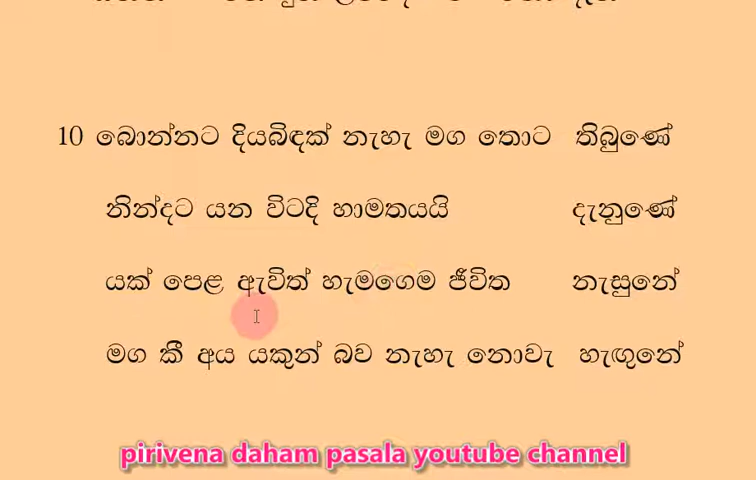 10 බොන්නට දියබිඳක් නැහැ මග තොට තිබුණේ
නින්දට යන විටදි හාමතයයි දැනුණේ
යක් පෙළ ඇවිත් හැමගෙම ජීවිත නැසුනේ
මග කී අය යකුන් බව නැහැ නොවැ හැඟුනේ
pirivena daham pasala youtube channel